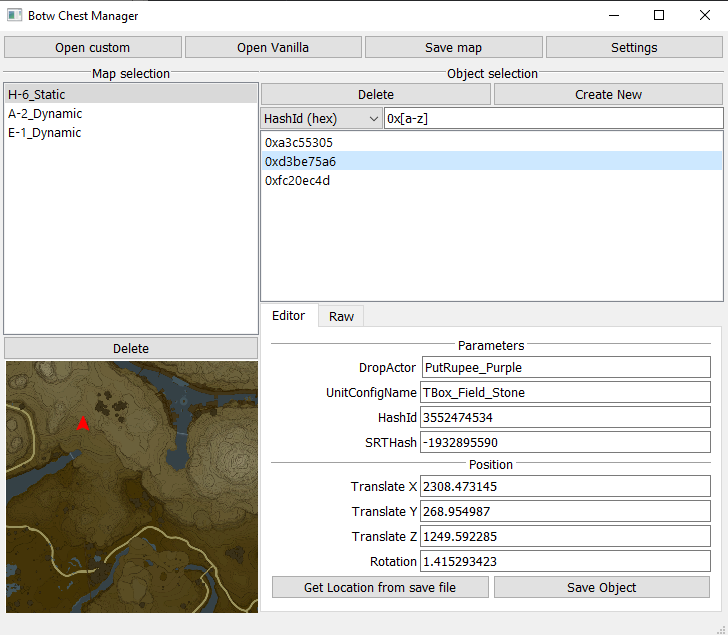 Botw Chest Manager
Open custom
Open Vanilla
Save map
Settings
Map selection
H-6_Static
A-2_Dynamic
E-1_Dynamic
Delete
Object selection
Delete
Create New
HashId (hex)
0x[a-z]
0xa3c55305
0xd3be75a6
0xfc20ec4d
Editor
Raw
Parameters
DropActor PutRupee_Purple
UnitConfigName TBox_Field_Stone
HashId 3552474534
SRTHash -1932895590
Position
Translate X 2308.473145
Translate Y 268.954987
Translate Z 1249.592285
Rotation 1.415293423
Get Location from save file
Save Object